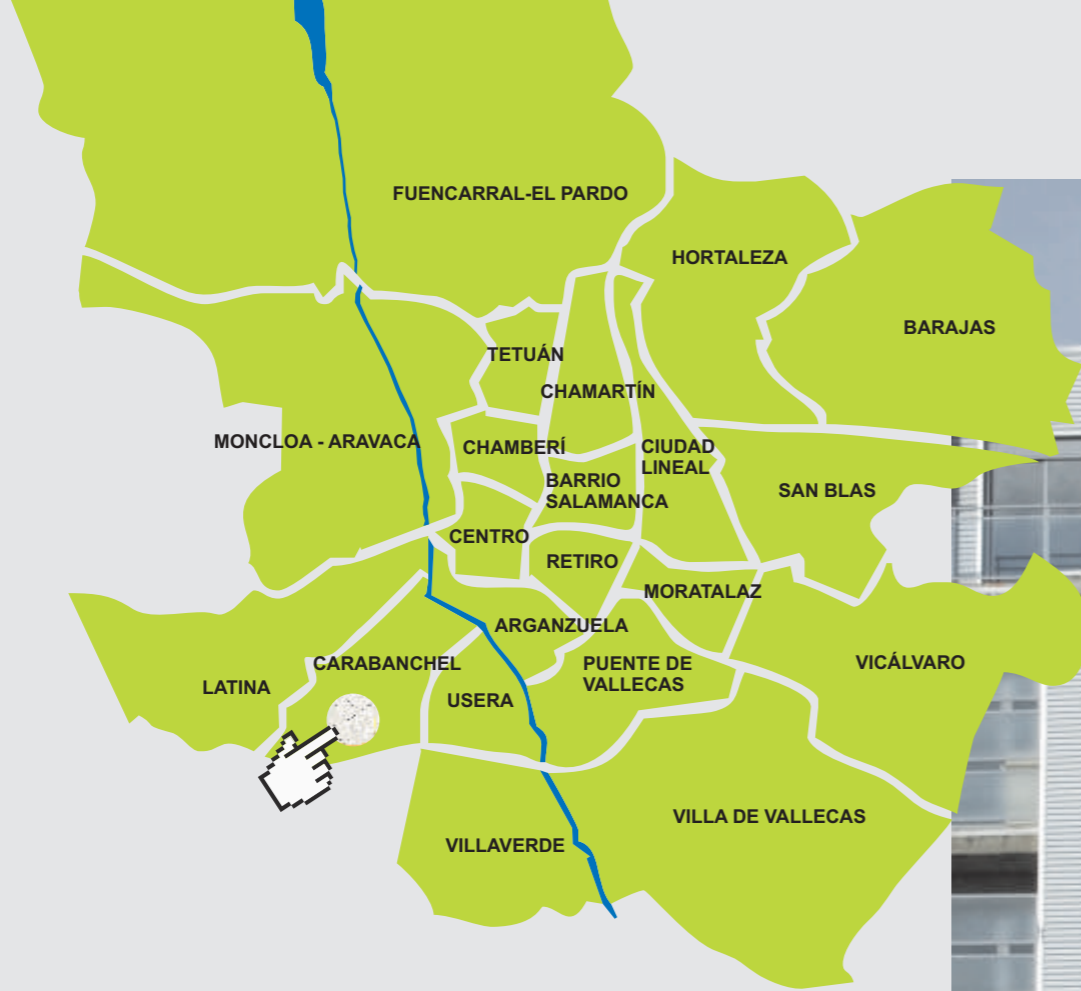 FUENCARRAL-EL PARDO
HORTALEZA
BARAJAS
TETUÁN
CHAMARTÍN
MONCLOA - ARAVACA
CHAMBERÍ
CIUDAD
LINEAL
BARRIO
SALAMANCA
SAN BLAS
CENTRO
RETIRO
MORATALAZ
ARGANZUELA
CARABANCHEL
PUENTE DE
VALLECAS
VICÁLVARO
LATINA
USERA
VILLA DE VALLECAS
VILLAVERDE